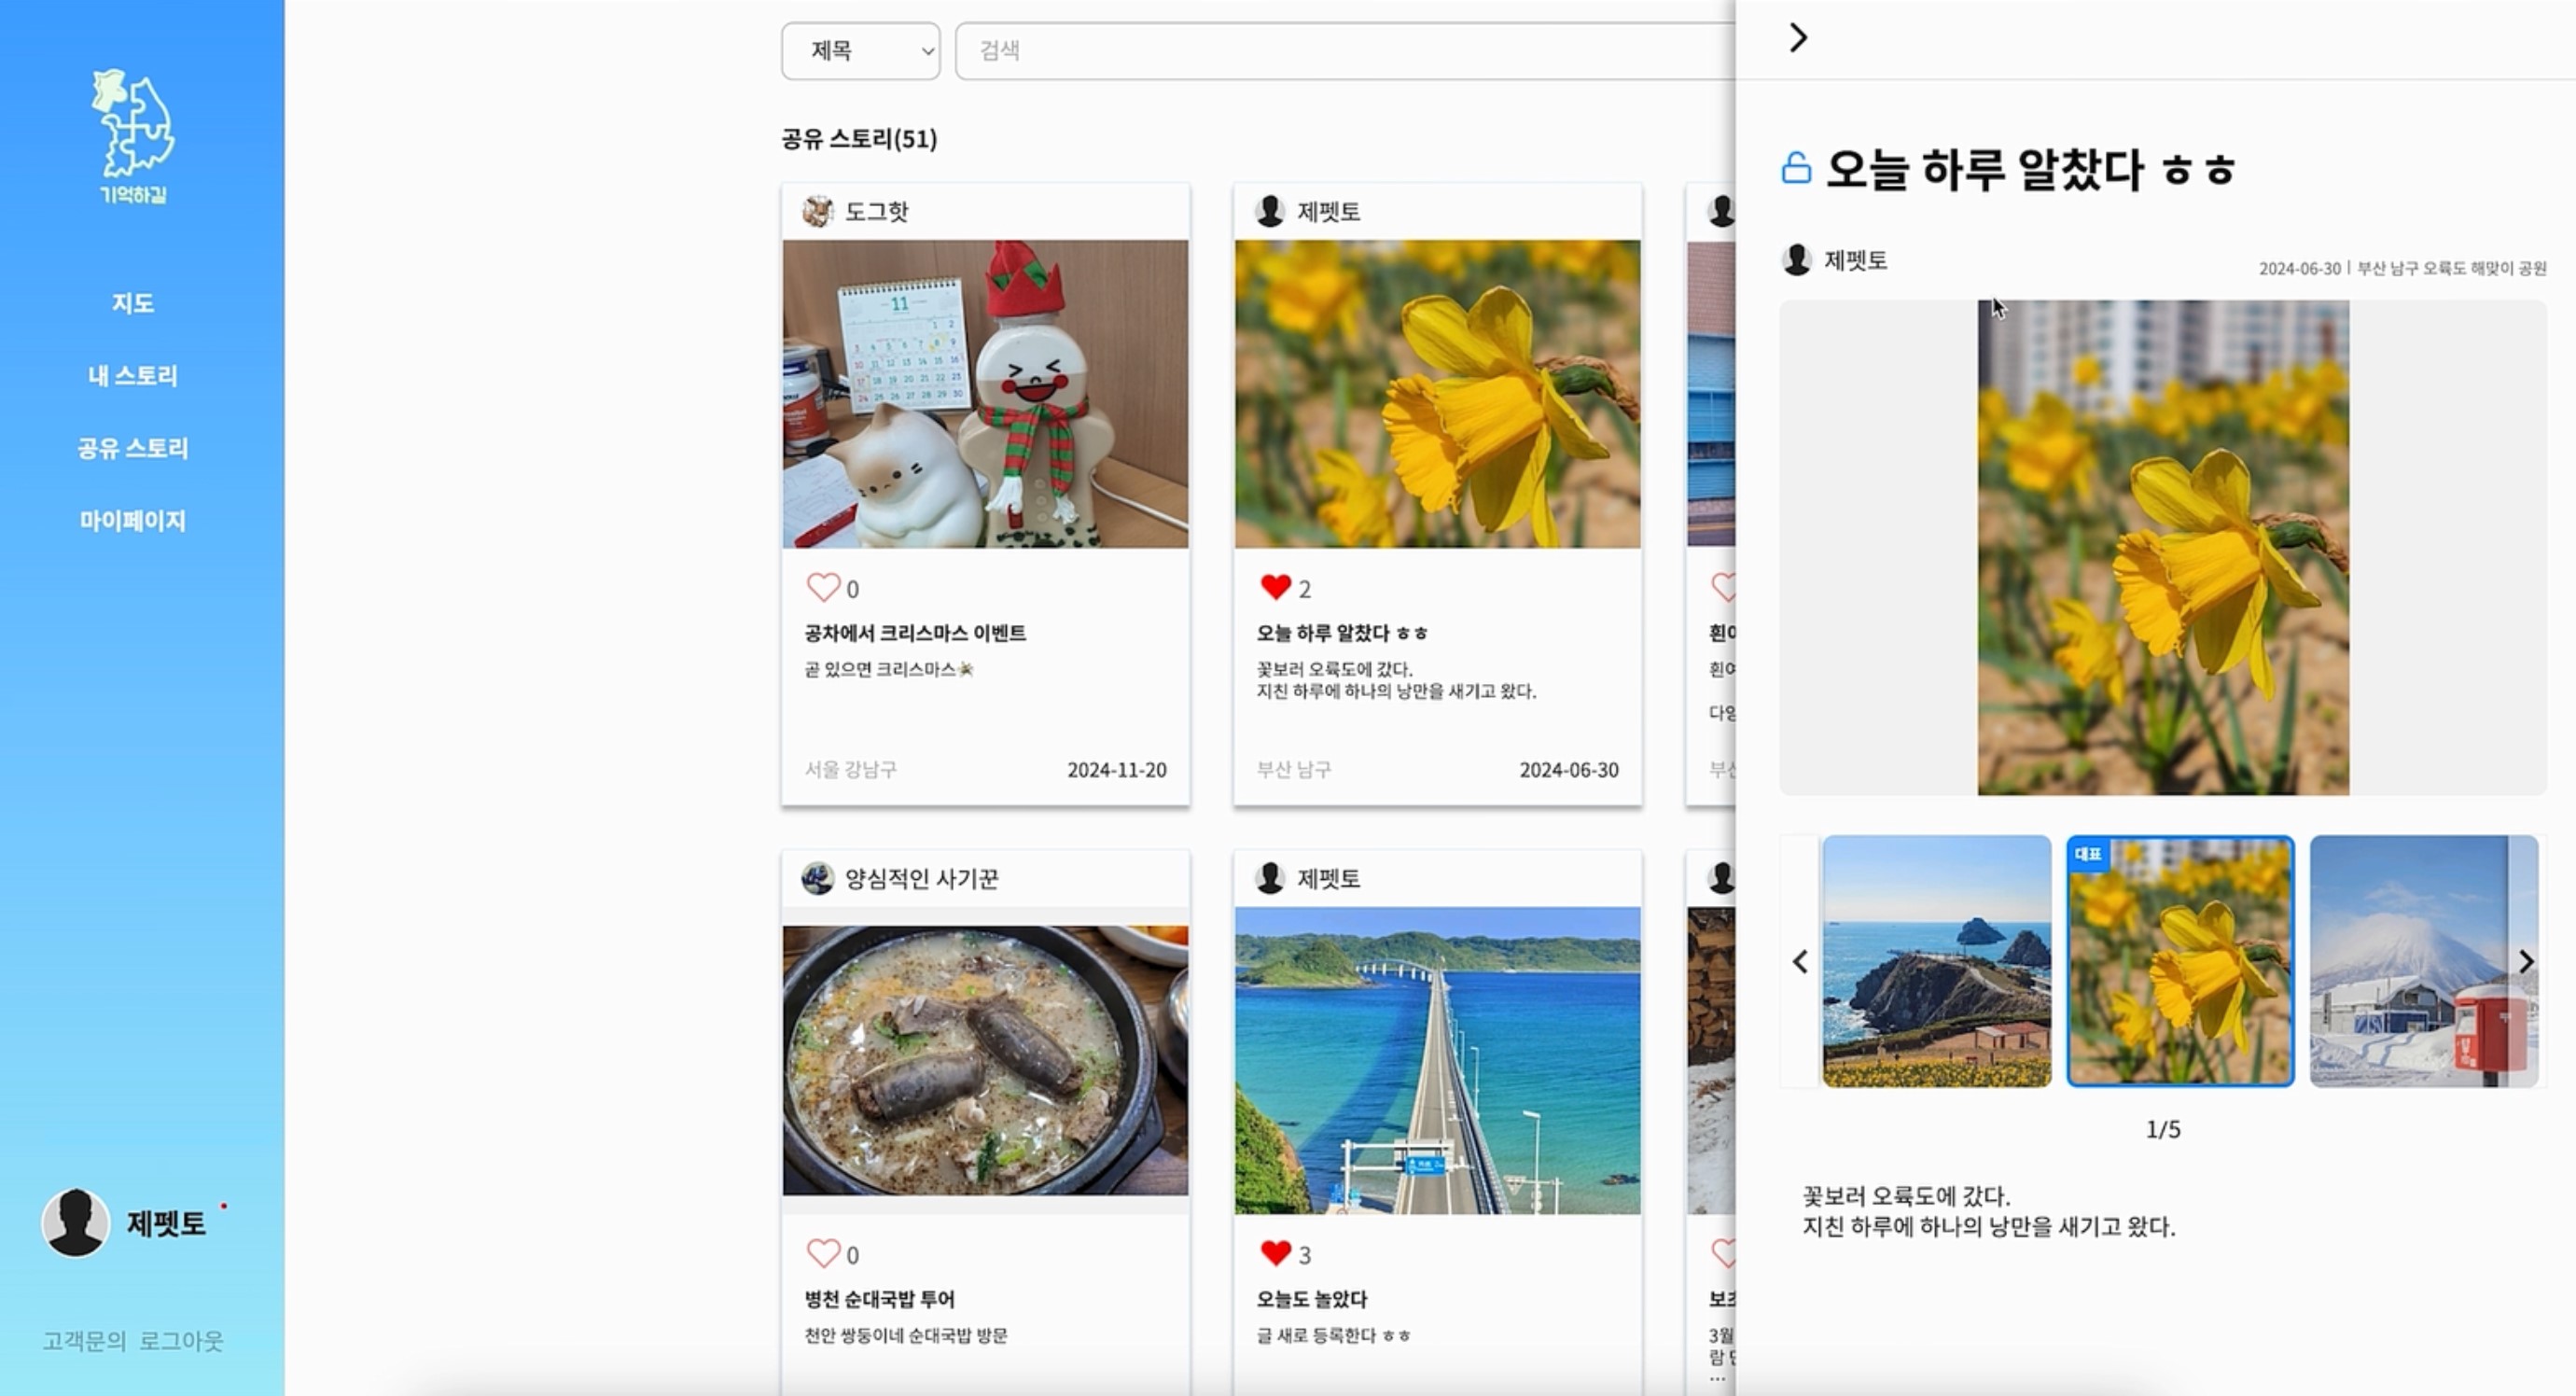 기억하길
지도
내 스토리
공유 스토리
마이페이지
제펫토
고객문의 로그아웃
제목
검색
공유 스토리(51)
도그핫
11
0
공차에서 크리스마스 이벤트
곧 있으면 크리스마스
서울 강남구 2024-11-20
제펫토
2
오늘 하루 알찼다 ㅎㅎ
꽃보러 오륙도에 갔다.
지친 하루에 하나의 낭만을 새기고 왔다.
부산 남구 2024-06-30
양심적인 사기꾼
0
병천 순대국밥 투어
천안 쌍둥이네 순대국밥 방문
제펫토
3
오늘도 놀았다
글 새로 등록한다 ㅎㅎ
3월
오늘 하루 알찼다 ㅎㅎ
제펫토
2024-06-30 | 부산 남구 오륙도 해맞이 공원
대표
1/5
꽃보러 오륙도에 갔다.
지친 하루에 하나의 낭만을 새기고 왔다.